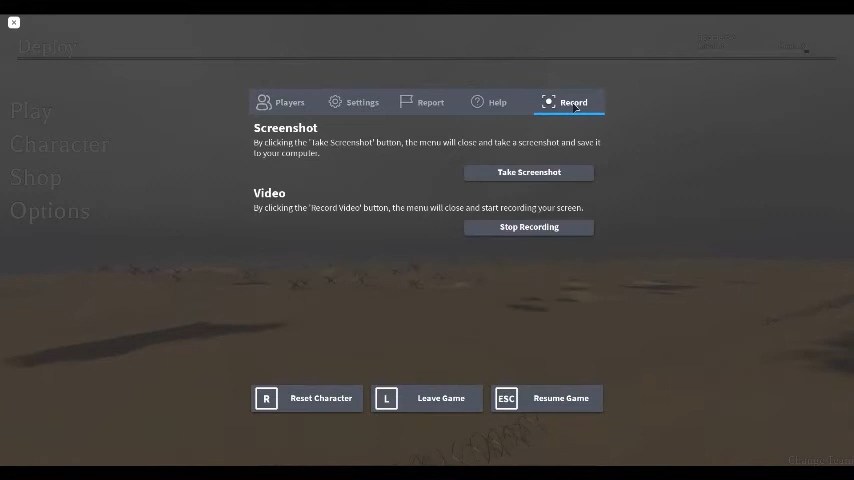 Deploy
Players
Settings
Report
Help
Record
Play
Character
Shop
Options
Screenshot
By clicking the 'Take Screenshot' button, the menu will close and take a screenshot and save it
to your computer.
Take Screenshot
Video
By clicking the 'Record Video' button, the menu will close and start recording your screen.
Stop Recording
R Reset Character
L Leave Game
ESC Resume Game
Change Team